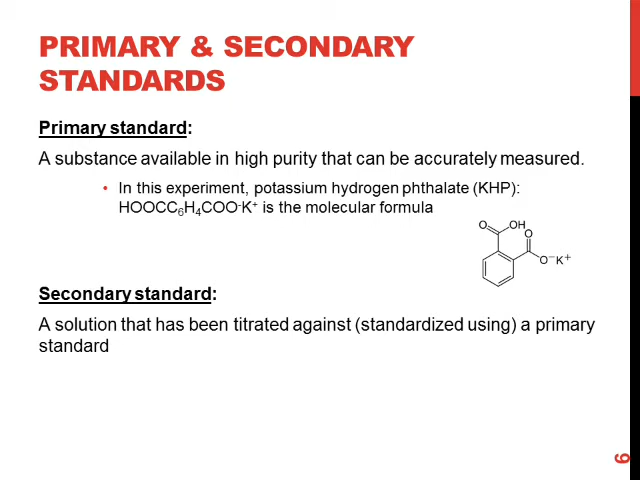 PRIMARY & SECONDARY
STANDARDS
Primary standard:
A substance available in high purity that can be accurately measured.
• In this experiment, potassium hydrogen phthalate (KHP):
HOOCC₆H₄COO⁻K⁺ is the molecular formula
O OH
O
O⁻ K⁺
Secondary standard:
A solution that has been titrated against (standardized using) a primary
standard
6